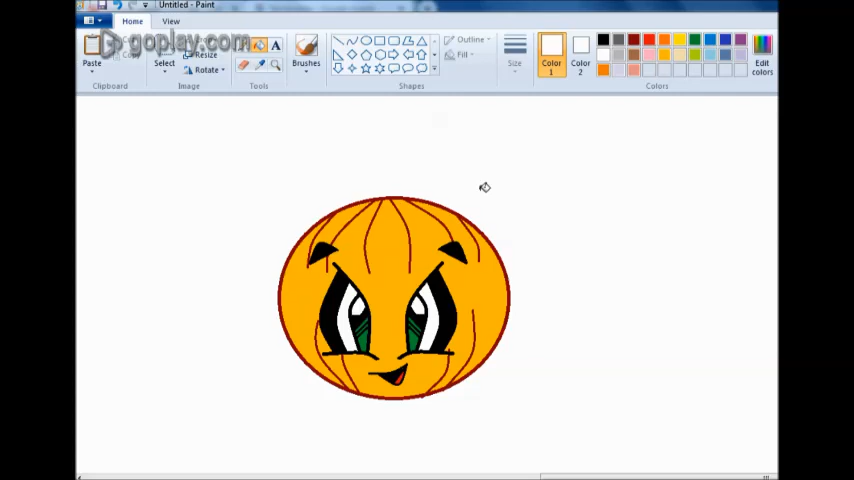 Untitled - Paint
Home
View
goplay.com
Paste
Select
Resize
Rotate
A
Brushes
Outline
Fill
Size
Color
1
Color
2
Edit
colors
Clipboard
Image
Tools
Shapes
Colors